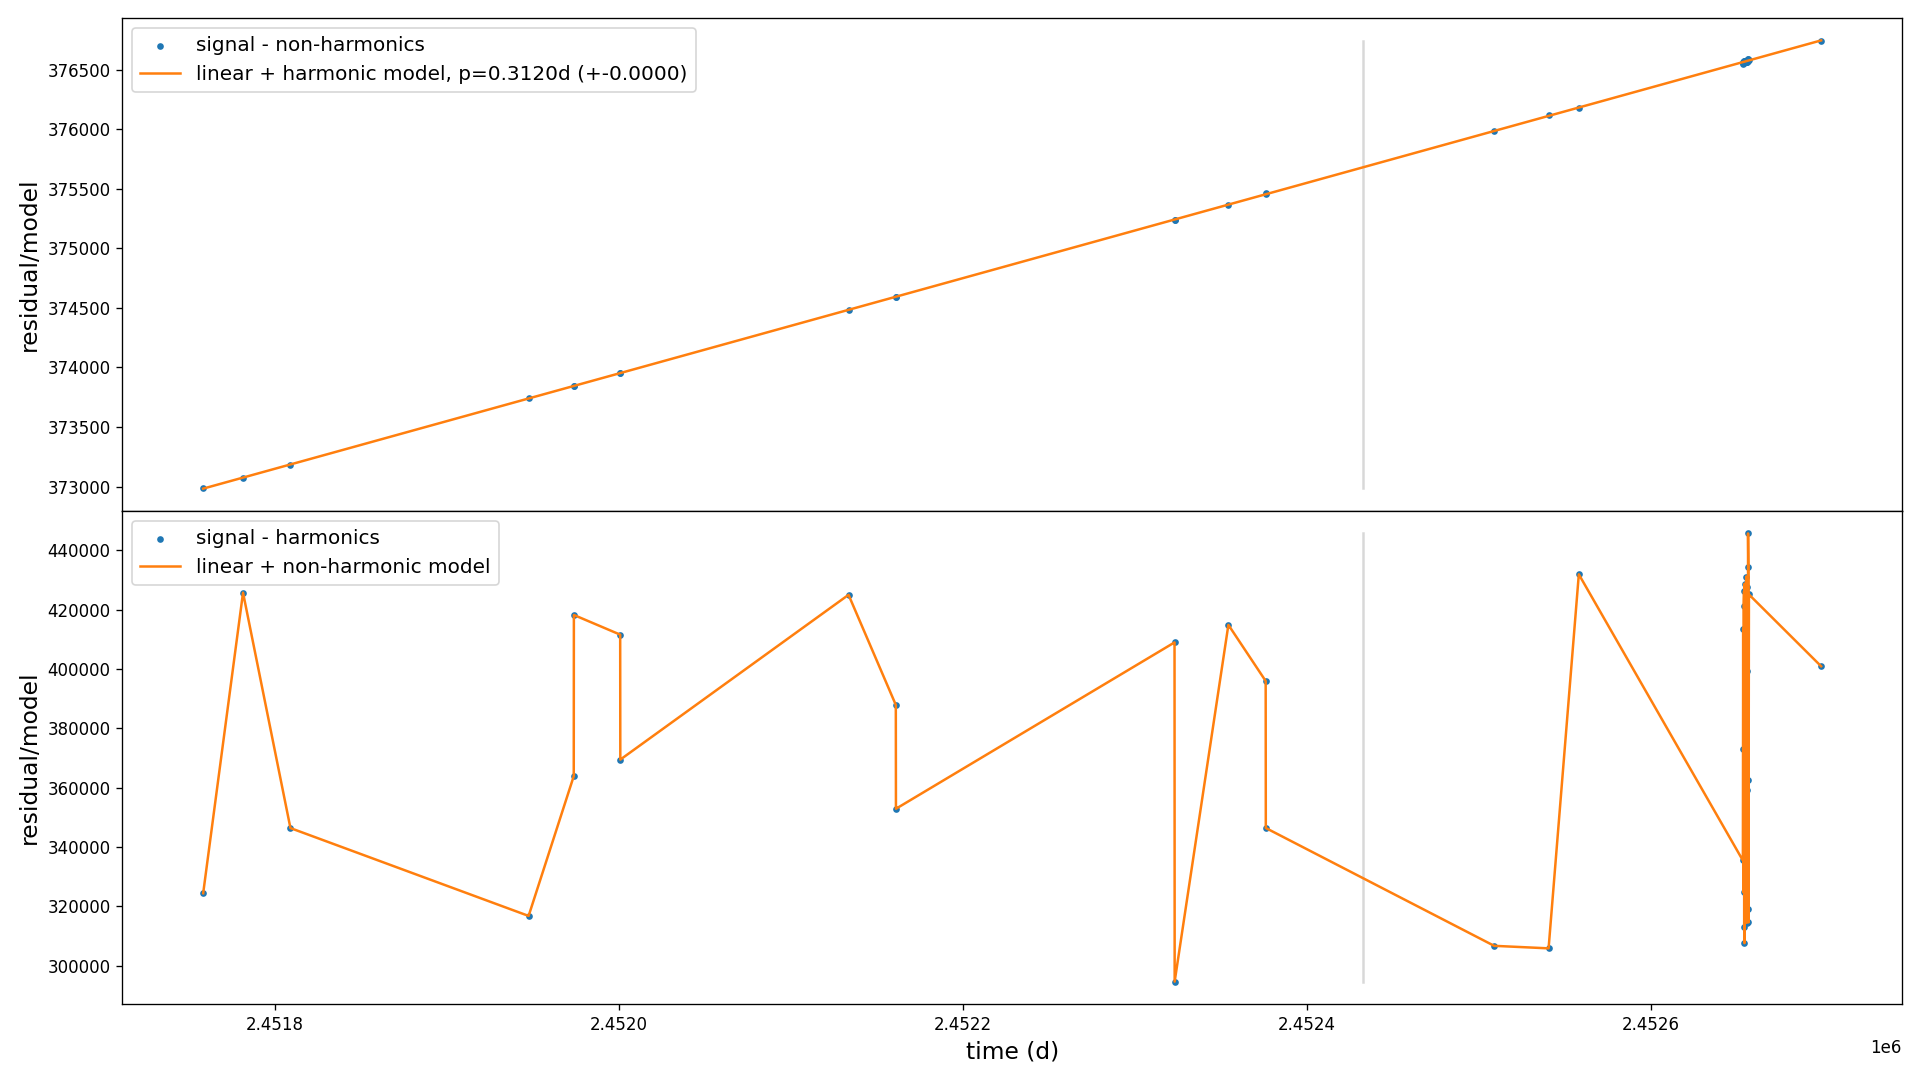 signal - non-harmonics
linear + harmonic model, p=0.3120d (+-0.0000)
376500
376000
375500
375000
374500
374000
373500
373000
residual/model
signal - harmonics
linear + non-harmonic model
440000
420000
400000
380000
360000
340000
320000
300000
residual/model
2.4518
2.4520
2.4522
2.4524
2.4526
1e6
time (d)